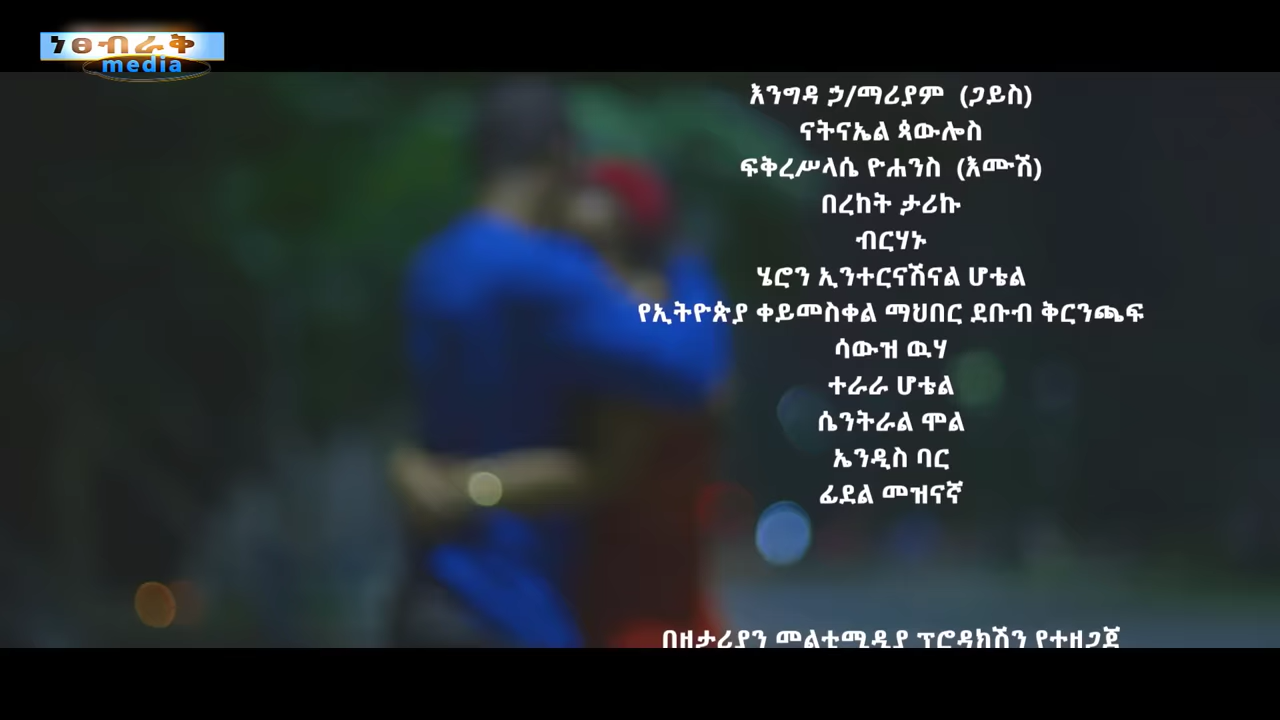 ነፀብራቅ
media
እንግዳ ኃ/ማሪያም (ጋይስ)
ናትናኤል ጳውሎስ
ፍቅረሥላሴ ዮሐንስ (እሙሽ)
በረከት ታሪኩ
ብርሃኑ
ሄሮን ኢንተርናሽናል ሆቴል
የኢትዮጵያ ቀይመስቀል ማህበር ደቡብ ቅርንጫፍ
ሳውዝ ዉሃ
ተራራ ሆቴል
ሴንትራል ሞል
ኤንዲስ ባር
ፊደል መዝናኛ
በዘታሪያን መልቲሚዲያ ፕሮዳክሽን የተዘጋጀ